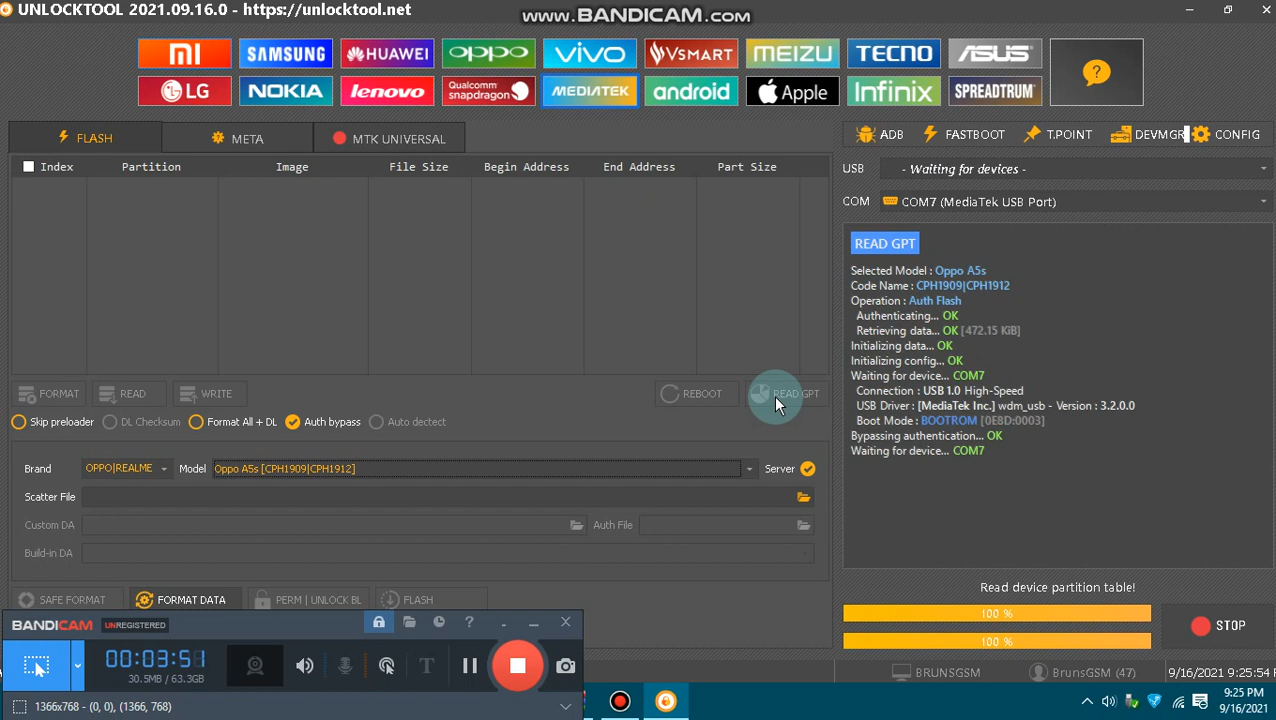 UNLOCKTOOL 2021.09.16.0 - https://unlocktool.net
www.BANDICAM.com
SAMSUNG HUAWEI oppo vivo VSMART MEIZU TECNO ASUS
LG NOKIA lenovo Qualcomm snapdragon MEDIATEK android Apple Infinix SPREADTRUM
?
FLASH META MTK UNIVERSAL
ADB FASTBOOT T.POINT DEVMGR CONFIG
Index Partition Image File Size Begin Address End Address Part Size
USB - Waiting for devices -
COM COM7 (MediaTek USB Port)
READ GPT
Selected Model : Oppo A5s
Code Name : CPH1909|CPH1912
Operation : Auth Flash
Authenticating... OK
Retrieving data... OK [472.15 KiB]
Initializing data... OK
Initializing config... OK
Waiting for device... COM7
Connection : USB 1.0 High-Speed
USB Driver : [MediaTek Inc.] wdm_usb - Version : 3.2.0.0
Boot Mode : BOOTROM [0E8D:0003]
Bypassing authentication... OK
Waiting for device... COM7
FORMAT READ WRITE REBOOT READ GPT
Skip preloader DL Checksum Format All + DL Auth bypass Auto dectect
Brand OPPO|REALME Model Oppo A5s [CPH1909|CPH1912] Server
Scatter File
Custom DA Auth File
Build-in DA
SAFE FORMAT FORMAT DATA PERM | UNLOCK BL FLASH
Read device partition table!
100 %
100 %
STOP
BANDICAM UNREGISTERED
00:03:51
30.5MB / 63.3GB
1366x768 - (0, 0), (1366, 768)
BRUNSGSM BrunsGSM (47) 9/16/2021 9:25:54
9:25 PM
9/16/2021